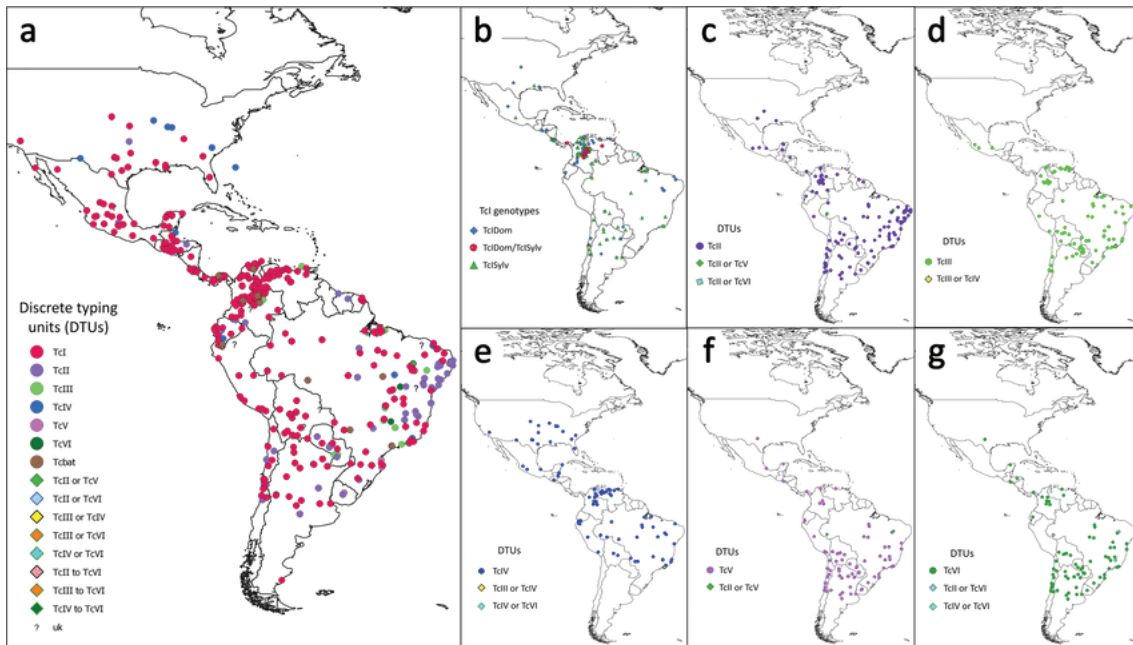 a
Discrete typing
units (DTUs)
TcI
TcII
TcIII
TcIV
TcV
TcVI
Tcbat
TcII or TcV
TcII or TcVI
TcIII or TcIV
TcIII or TcVI
TcIV or TcVI
TcII to TcVI
TcIII to TcVI
TcIV to TcVI
? uk
?
?
?
b
TcI genotypes
TcIDom
TcIDom/TcISylv
TcISylv
c
DTUs
TcII
TcII or TcV
TcII or TcVI
d
DTUs
TcIII
TcIII or TcIV
e
DTUs
TcIV
TcIII or TcIV
TcIV or TcVI
f
DTUs
TcV
TcII or TcV
g
DTUs
TcVI
TcII or TcVI
TcIV or TcVI